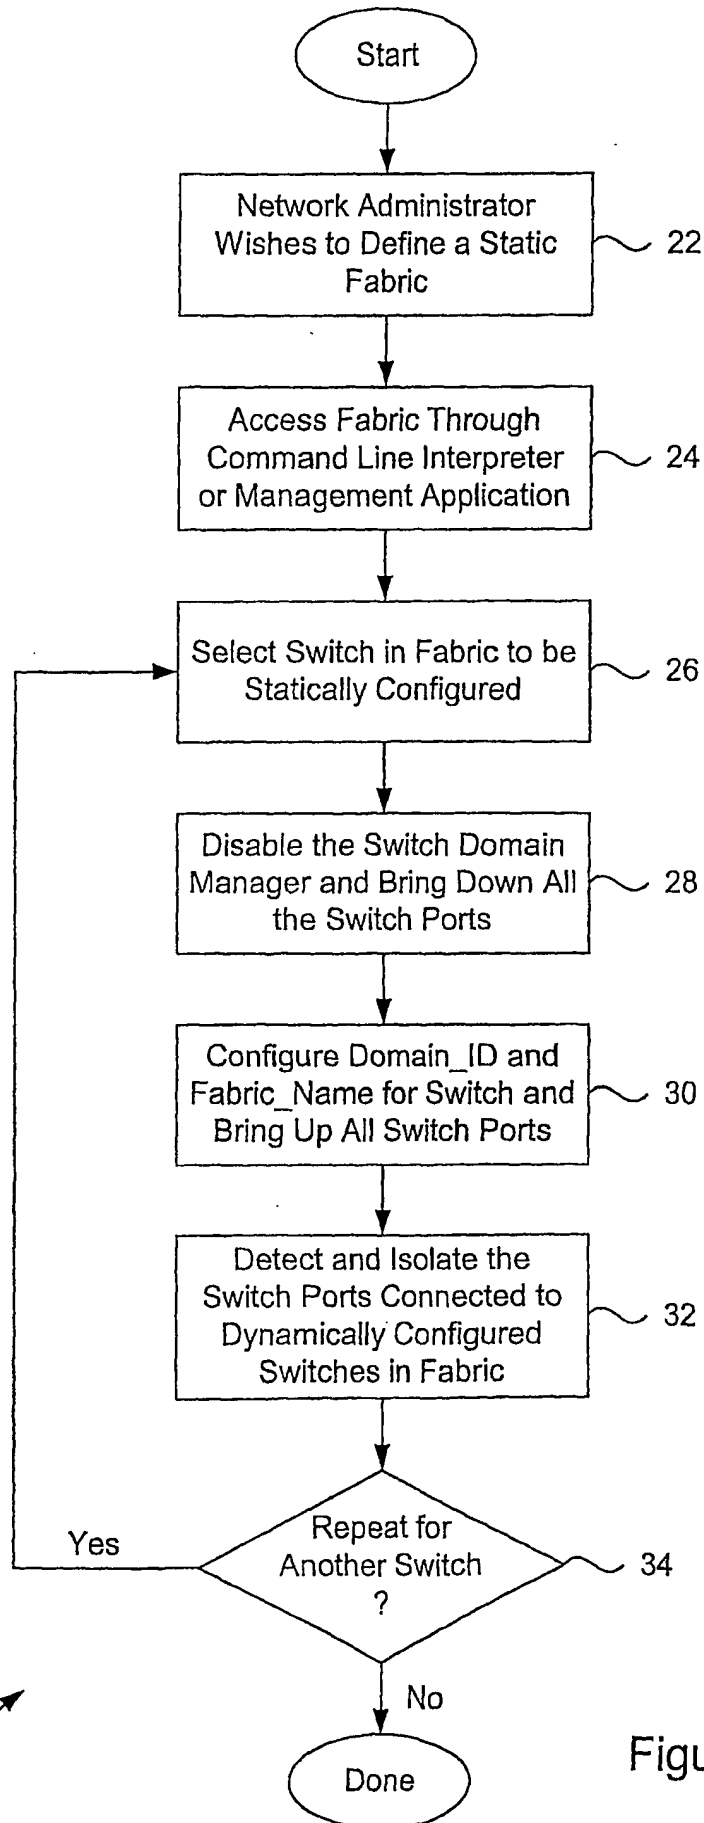 Start
Network Administrator
Wishes to Define a Static
Fabric
22
Access Fabric Through
Command Line Interpreter
or Management Application
24
Select Switch in Fabric to be
Statically Configured
26
Disable the Switch Domain
Manager and Bring Down All
the Switch Ports
28
Configure Domain_ID and
Fabric_Name for Switch and
Bring Up All Switch Ports
30
Detect and Isolate the
Switch Ports Connected to
Dynamically Configured
Switches in Fabric
32
Repeat for
Another Switch
?
34
Yes
No
Done
Figu